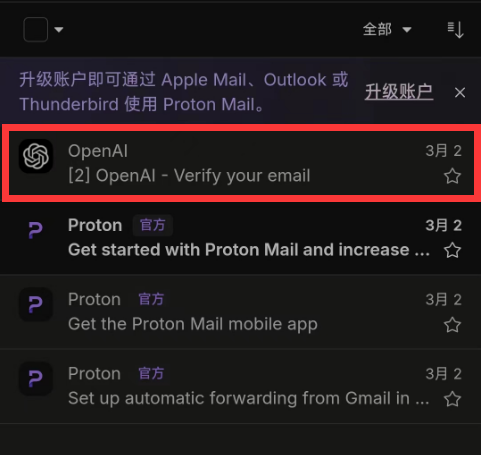 全部
升级账户即可通过 Apple Mail、Outlook 或
Thunderbird 使用 Proton Mail。
升级账户
OpenAI
3月 2
[2] OpenAI - Verify your email
Proton 官方
3月 2
Get started with Proton Mail and increase ...
Proton 官方
3月 2
Get the Proton Mail mobile app
Proton 官方
3月 2
Set up automatic forwarding from Gmail in ...